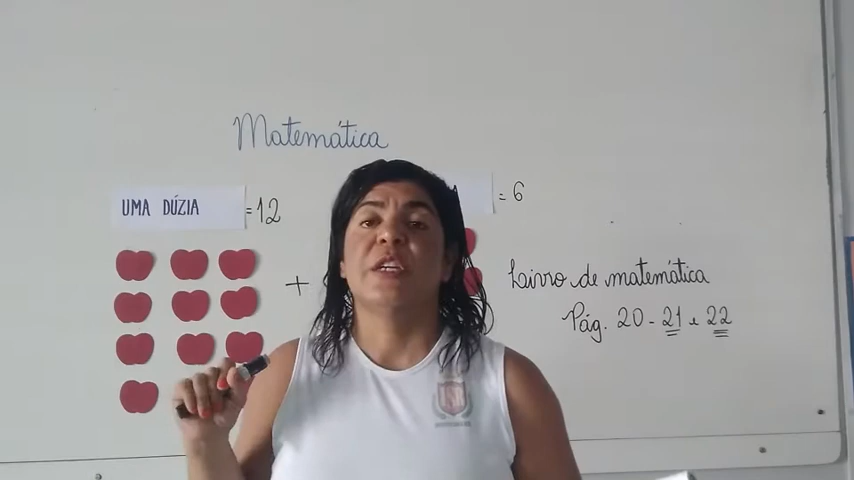 Matemática
UMA DÚZIA =12
= 6
+
Livro de matemática
Pág. 20 - 21 e 22